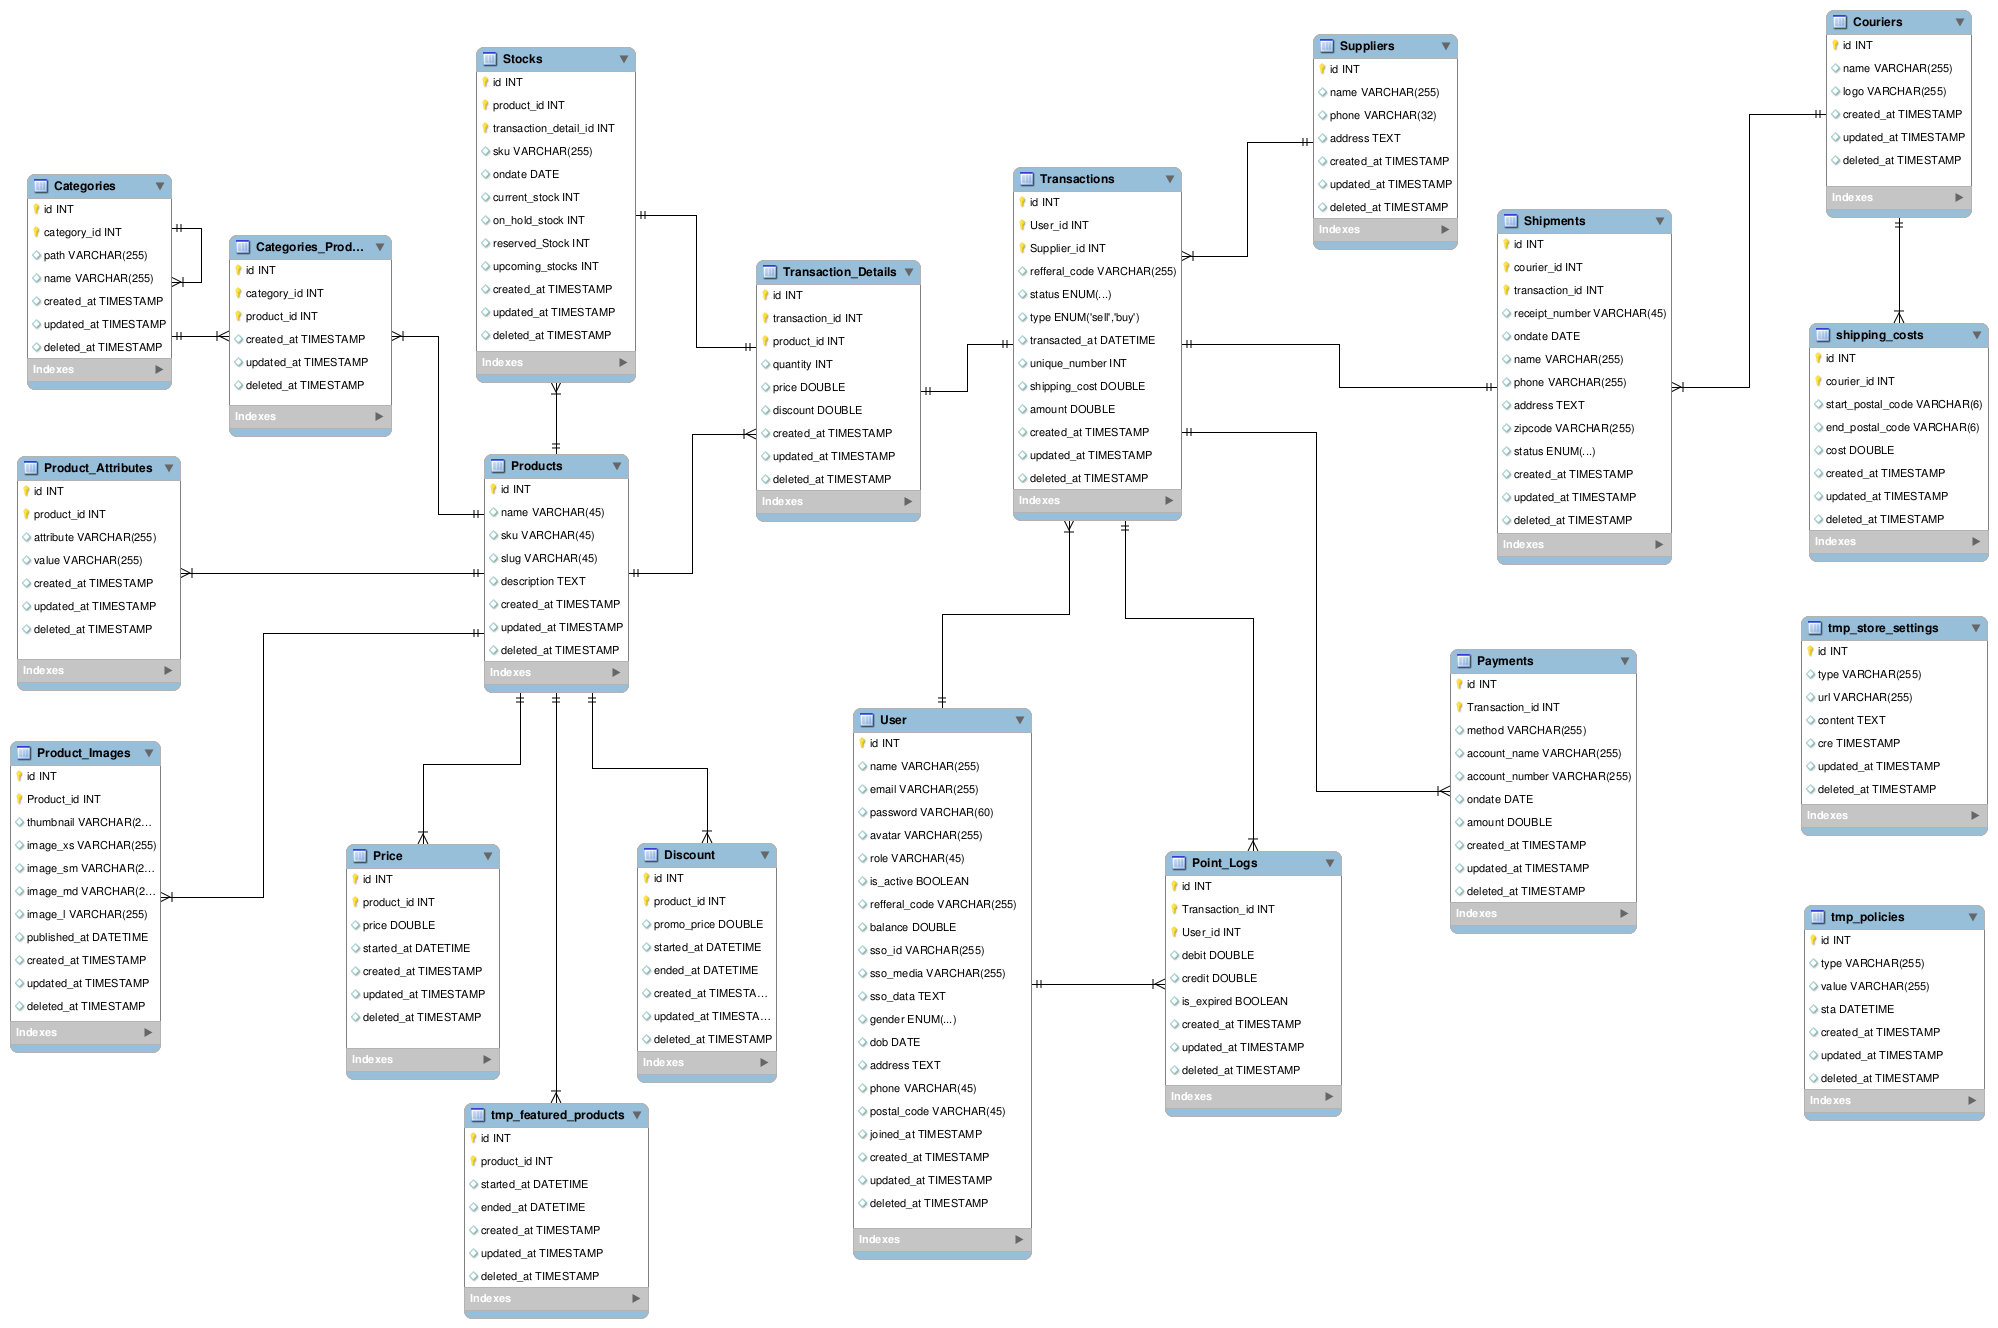 Categories
id INT
category_id INT
path VARCHAR(255)
name VARCHAR(255)
created_at TIMESTAMP
updated_at TIMESTAMP
deleted_at TIMESTAMP
Indexes
Categories_Prod...
id INT
category_id INT
product_id INT
created_at TIMESTAMP
updated_at TIMESTAMP
deleted_at TIMESTAMP
Indexes
Stocks
id INT
product_id INT
transaction_detail_id INT
sku VARCHAR(255)
ondate DATE
current_stock INT
on_hold_stock INT
reserved_Stock INT
upcoming_stocks INT
created_at TIMESTAMP
updated_at TIMESTAMP
deleted_at TIMESTAMP
Indexes
Transaction_Details
id INT
transaction_id INT
product_id INT
quantity INT
price DOUBLE
discount DOUBLE
created_at TIMESTAMP
updated_at TIMESTAMP
deleted_at TIMESTAMP
Indexes
Transactions
id INT
User_id INT
Supplier_id INT
refferal_code VARCHAR(255)
status ENUM(...)
type ENUM('sell','buy')
transacted_at DATETIME
unique_number INT
shipping_cost DOUBLE
amount DOUBLE
created_at TIMESTAMP
updated_at TIMESTAMP
deleted_at TIMESTAMP
Indexes
Suppliers
id INT
name VARCHAR(255)
phone VARCHAR(32)
address TEXT
created_at TIMESTAMP
updated_at TIMESTAMP
deleted_at TIMESTAMP
Indexes
Shipments
id INT
courier_id INT
transaction_id INT
receipt_number VARCHAR(45)
ondate DATE
name VARCHAR(255)
phone VARCHAR(255)
address TEXT
zipcode VARCHAR(255)
status ENUM(...)
created_at TIMESTAMP
updated_at TIMESTAMP
deleted_at TIMESTAMP
Indexes
Couriers
id INT
name VARCHAR(255)
logo VARCHAR(255)
created_at TIMESTAMP
updated_at TIMESTAMP
deleted_at TIMESTAMP
Indexes
shipping_costs
id INT
courier_id INT
start_postal_code VARCHAR(6)
end_postal_code VARCHAR(6)
cost DOUBLE
created_at TIMESTAMP
updated_at TIMESTAMP
deleted_at TIMESTAMP
Indexes
Product_Attributes
id INT
product_id INT
attribute VARCHAR(255)
value VARCHAR(255)
created_at TIMESTAMP
updated_at TIMESTAMP
deleted_at TIMESTAMP
Indexes
Products
id INT
name VARCHAR(45)
sku VARCHAR(45)
slug VARCHAR(45)
description TEXT
created_at TIMESTAMP
updated_at TIMESTAMP
deleted_at TIMESTAMP
Indexes
Product_Images
id INT
Product_id INT
thumbnail VARCHAR(2...
image_xs VARCHAR(255)
image_sm VARCHAR(2...
image_md VARCHAR(2...
image_l VARCHAR(255)
published_at DATETIME
created_at TIMESTAMP
updated_at TIMESTAMP
deleted_at TIMESTAMP
Indexes
Price
id INT
product_id INT
price DOUBLE
started_at DATETIME
created_at TIMESTAMP
updated_at TIMESTAMP
deleted_at TIMESTAMP
Indexes
Discount
id INT
product_id INT
promo_price DOUBLE
started_at DATETIME
ended_at DATETIME
created_at TIMESTA...
updated_at TIMESTA...
deleted_at TIMESTAMP
Indexes
tmp_featured_products
id INT
product_id INT
started_at DATETIME
ended_at DATETIME
created_at TIMESTAMP
updated_at TIMESTAMP
deleted_at TIMESTAMP
Indexes
User
id INT
name VARCHAR(255)
email VARCHAR(255)
password VARCHAR(60)
avatar VARCHAR(255)
role VARCHAR(45)
is_active BOOLEAN
refferal_code VARCHAR(255)
balance DOUBLE
sso_id VARCHAR(255)
sso_media VARCHAR(255)
sso_data TEXT
gender ENUM(...)
dob DATE
address TEXT
phone VARCHAR(45)
postal_code VARCHAR(45)
joined_at TIMESTAMP
created_at TIMESTAMP
updated_at TIMESTAMP
deleted_at TIMESTAMP
Indexes
Point_Logs
id INT
Transaction_id INT
User_id INT
debit DOUBLE
credit DOUBLE
is_expired BOOLEAN
created_at TIMESTAMP
updated_at TIMESTAMP
deleted_at TIMESTAMP
Indexes
Payments
id INT
Transaction_id INT
method VARCHAR(255)
account_name VARCHAR(255)
account_number VARCHAR(255)
ondate DATE
amount DOUBLE
created_at TIMESTAMP
updated_at TIMESTAMP
deleted_at TIMESTAMP
Indexes
tmp_store_settings
id INT
type VARCHAR(255)
url VARCHAR(255)
content TEXT
cre TIMESTAMP
updated_at TIMESTAMP
deleted_at TIMESTAMP
Indexes
tmp_policies
id INT
type VARCHAR(255)
value VARCHAR(255)
sta DATETIME
created_at TIMESTAMP
updated_at TIMESTAMP
deleted_at TIMESTAMP
Indexes